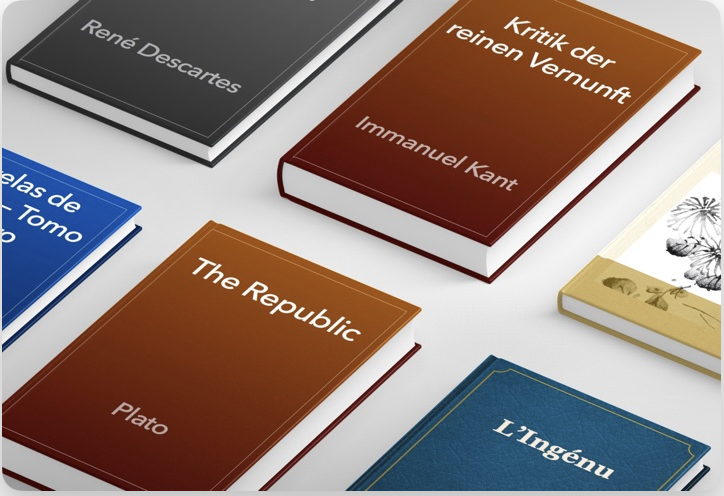 René Descartes
Kritik der
reinen Vernunft
Immanuel Kant
elas de
– Tomo
The Republic
Plato
L’Ingénu